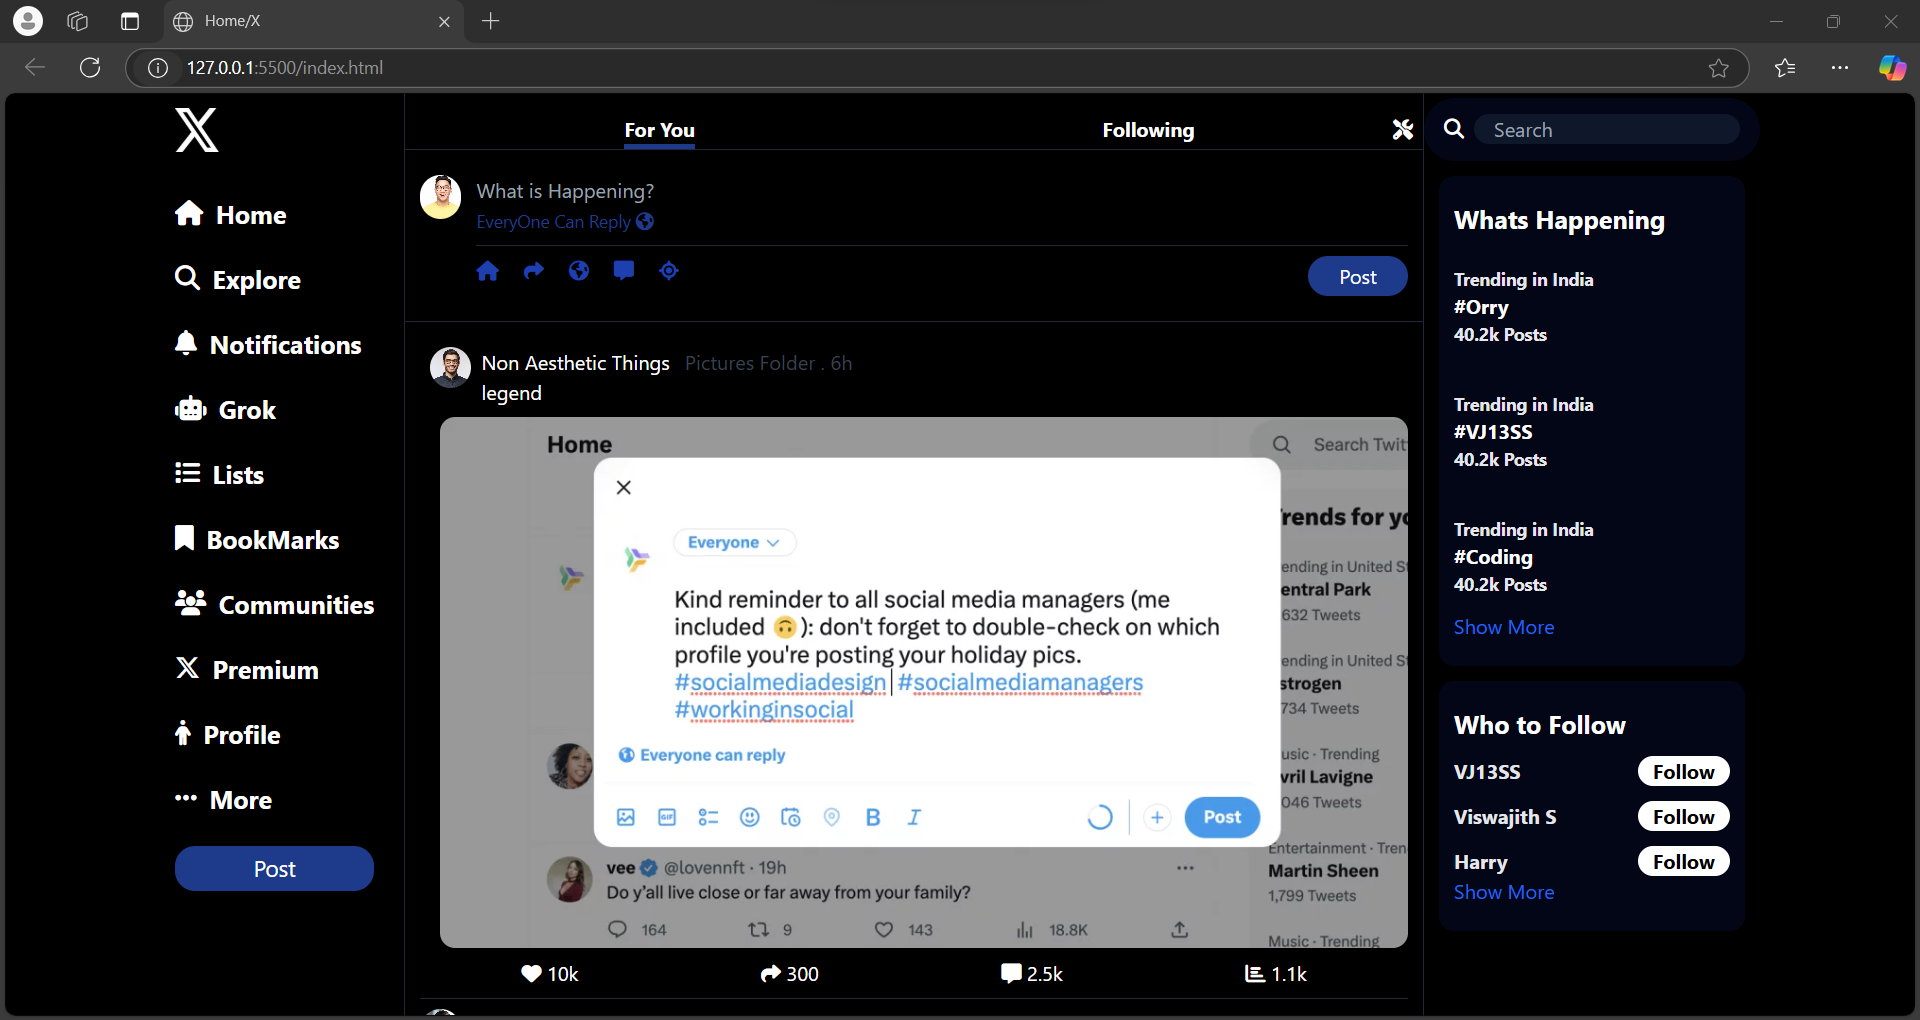 Home/X
127.0.0.1:5500/index.html
Home
Explore
Notifications
Grok
Lists
BookMarks
Communities
Premium
Profile
More
Post
For You
Following
What is Happening?
EveryOne Can Reply
Post
Non Aesthetic Things Pictures Folder . 6h
legend
Home
Search Twit
Everyone
Kind reminder to all social media managers (me
included 🙃): don't forget to double-check on which
profile you're posting your holiday pics.
#socialmediadesign #socialmediamanagers
#workinginsocial
Everyone can reply
GIF
B I
Post
rends for yo
ending in United S
entral Park
632 Tweets
ending in United S
strogen
734 Tweets
usic · Trending
vril Lavigne
046 Tweets
Entertainment · Tren
Martin Sheen
1,799 Tweets
Music · Trending
vee @lovennft · 19h
Do y'all live close or far away from your family?
164 9 143 18.8K
10k 300 2.5k 1.1k
Search
Whats Happening
Trending in India
#Orry
40.2k Posts
Trending in India
#VJ13SS
40.2k Posts
Trending in India
#Coding
40.2k Posts
Show More
Who to Follow
VJ13SS Follow
Viswajith S Follow
Harry Follow
Show More